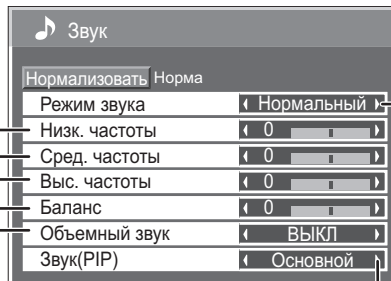 Звук
Нормализовать Норма
Режим звука Нормальный
Низк. частоты 0
Сред. частоты 0
Выс. частоты 0
Баланс 0
Объемный звук ВЫКЛ
Звук(PIP) Основной